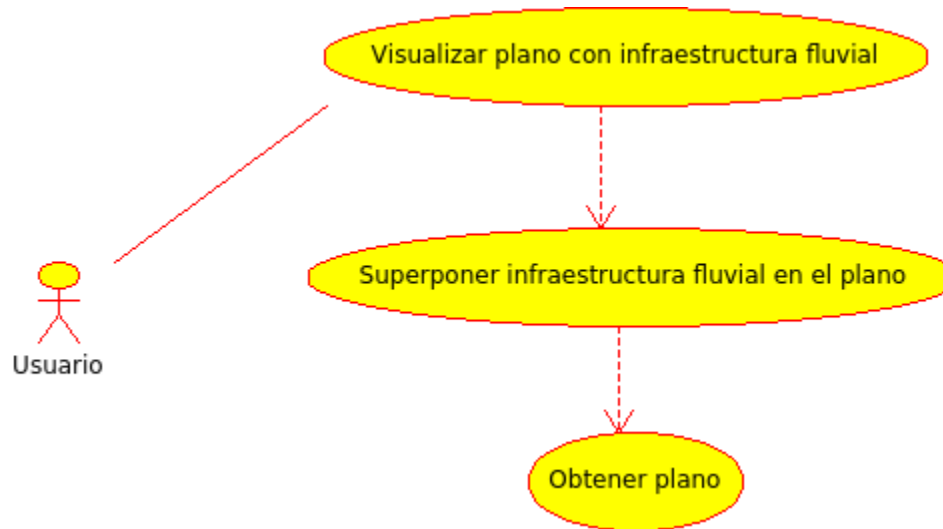 Visualizar plano con infraestructura fluvial
Superponer infraestructura fluvial en el plano
Usuario
Obtener plano